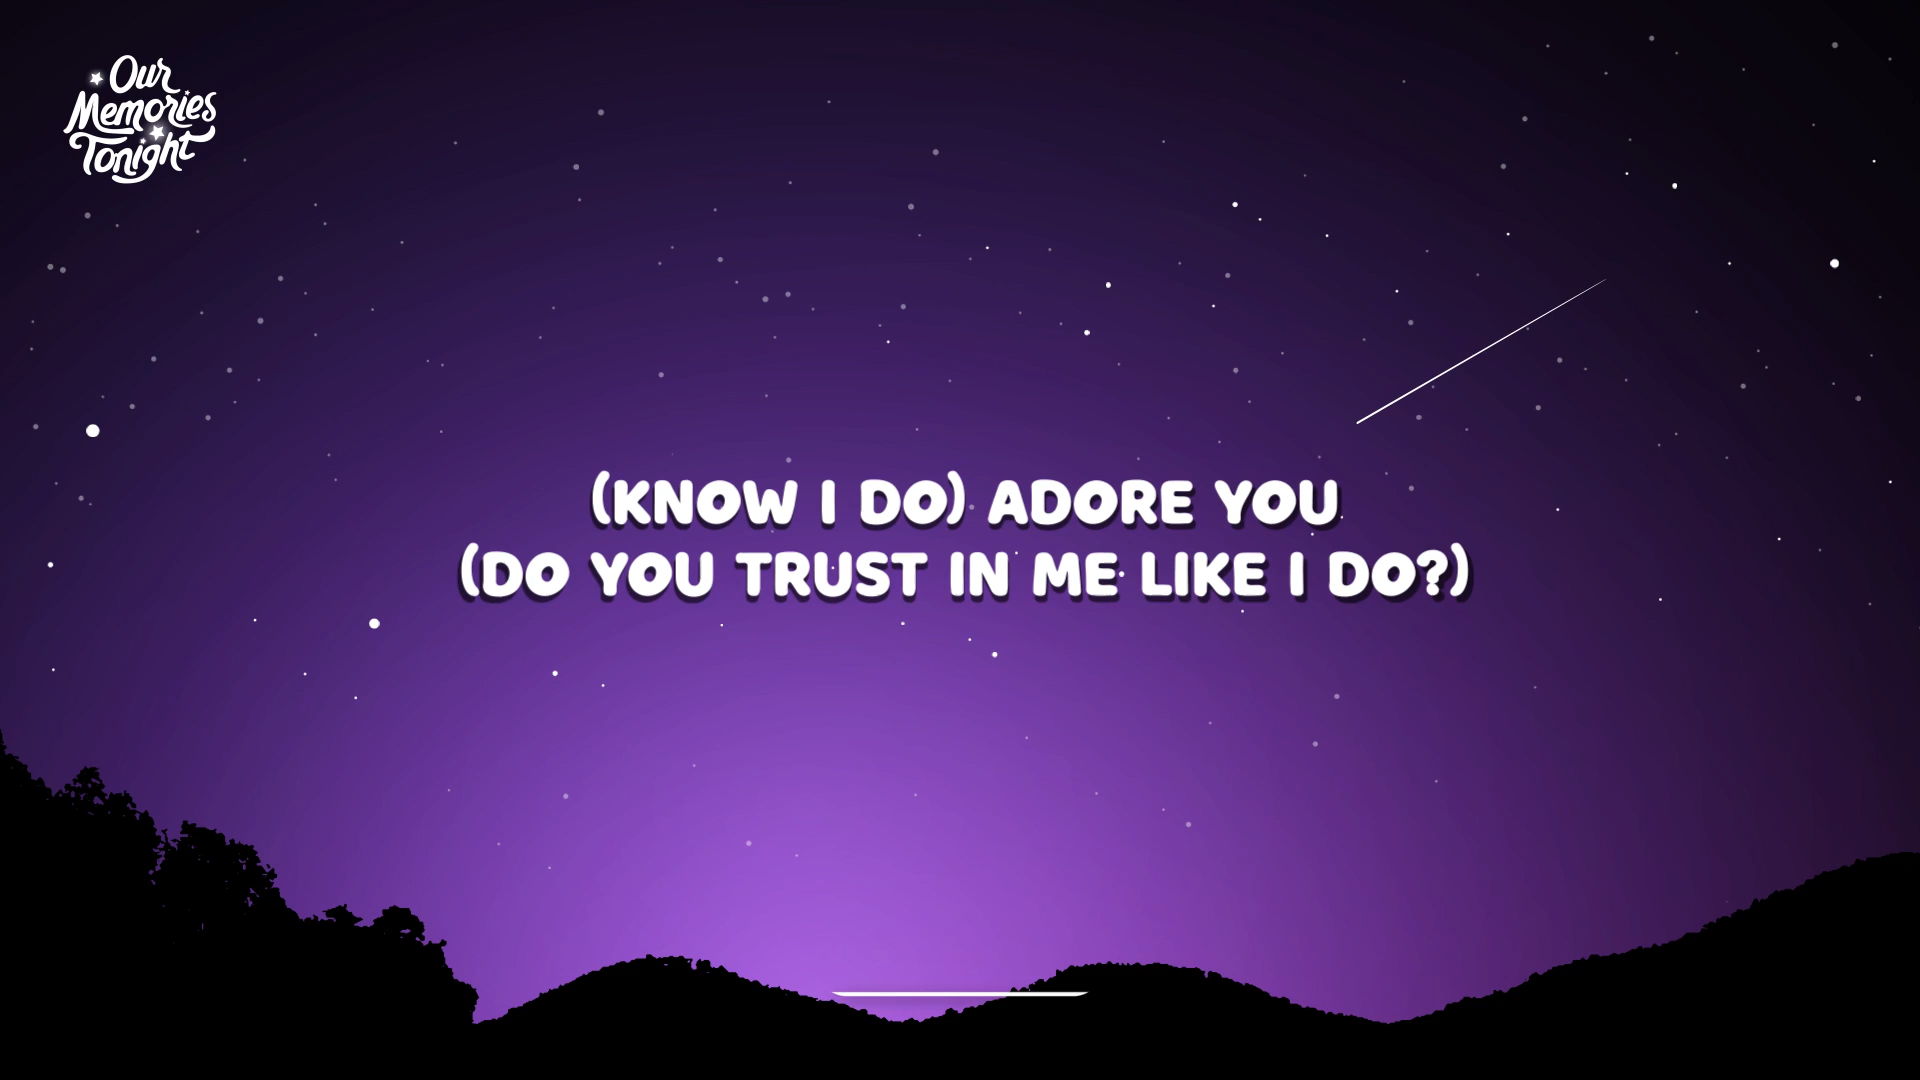 Our
Memories
Tonight
(KNOW I DO) ADORE YOU
(DO YOU TRUST IN ME LIKE I DO?)